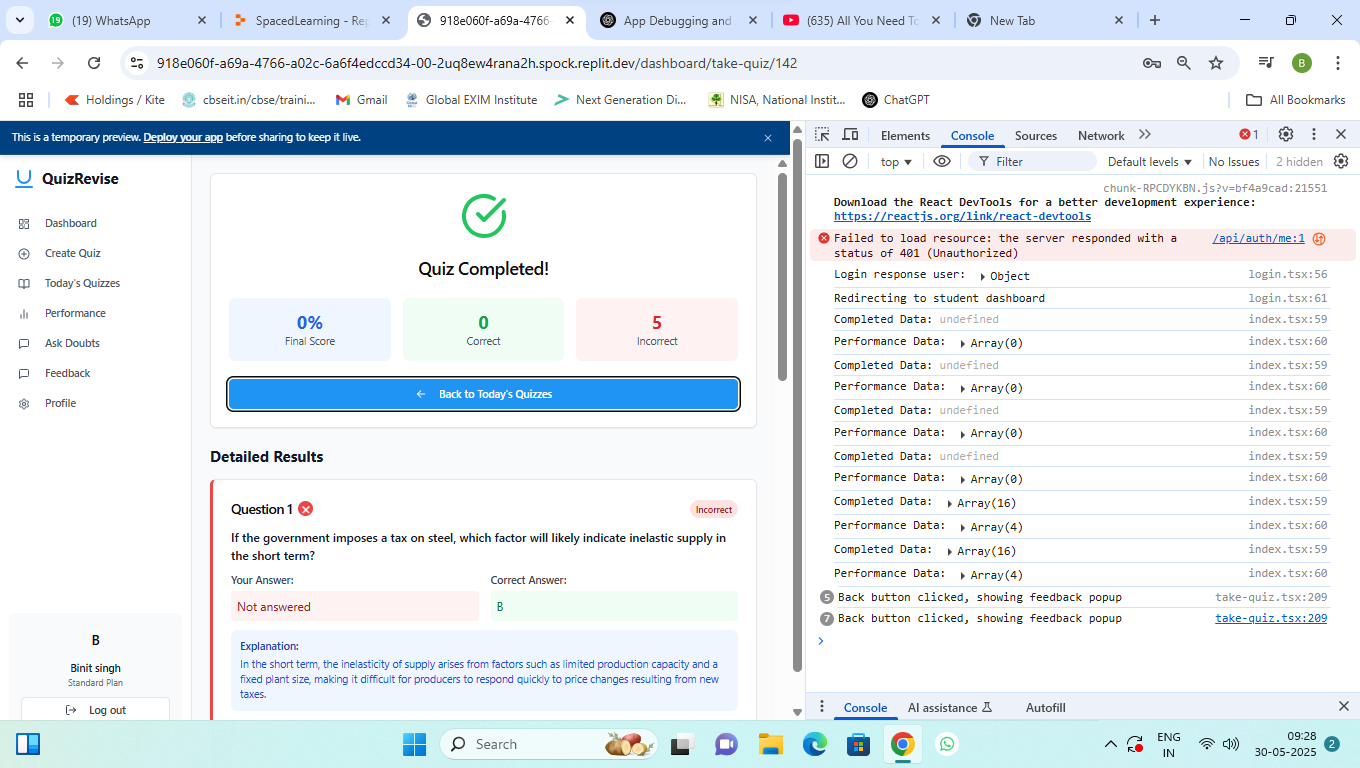 (19) WhatsApp
SpacedLearning - Rep
918e060f-a69a-4766-
App Debugging and
(635) All You Need To
New Tab
918e060f-a69a-4766-a02c-6a6f4edccd34-00-2uq8ew4rana2h.spock.replit.dev/dashboard/take-quiz/142
B
Holdings / Kite
cbseit.in/cbse/traini...
Gmail
Global EXIM Institute
Next Generation Di...
NISA, National Instit...
ChatGPT
All Bookmarks
This is a temporary preview. Deploy your app before sharing to keep it live.
QuizRevise
Dashboard
Create Quiz
Today's Quizzes
Performance
Ask Doubts
Feedback
Profile
B
Binit singh
Standard Plan
Log out
Quiz Completed!
0%
Final Score
0
Correct
5
Incorrect
Back to Today's Quizzes
Detailed Results
Question 1
Incorrect
If the government imposes a tax on steel, which factor will likely indicate inelastic supply in
the short term?
Your Answer:
Correct Answer:
Not answered
B
Explanation:
In the short term, the inelasticity of supply arises from factors such as limited production capacity and a
fixed plant size, making it difficult for producers to respond quickly to price changes resulting from new
taxes.
Elements
Console
Sources
Network
1
top
Filter
Default levels
No Issues
2 hidden
chunk-RPCDYKBN.js?v=bf4a9cad:21551
Download the React DevTools for a better development experience:
https://reactjs.org/link/react-devtools
Failed to load resource: the server responded with a /api/auth/me:1
status of 401 (Unauthorized)
Login response user: Object login.tsx:56
Redirecting to student dashboard login.tsx:61
Completed Data: undefined index.tsx:59
Performance Data: Array(0) index.tsx:60
Completed Data: undefined index.tsx:59
Performance Data: Array(0) index.tsx:60
Completed Data: undefined index.tsx:59
Performance Data: Array(0) index.tsx:60
Completed Data: undefined index.tsx:59
Performance Data: Array(0) index.tsx:60
Completed Data: Array(16) index.tsx:59
Performance Data: Array(4) index.tsx:60
Completed Data: Array(16) index.tsx:59
Performance Data: Array(4) index.tsx:60
5 Back button clicked, showing feedback popup take-quiz.tsx:209
7 Back button clicked, showing feedback popup take-quiz.tsx:209
Console
AI assistance
Autofill
Search
ENG
IN
09:28
30-05-2025
2